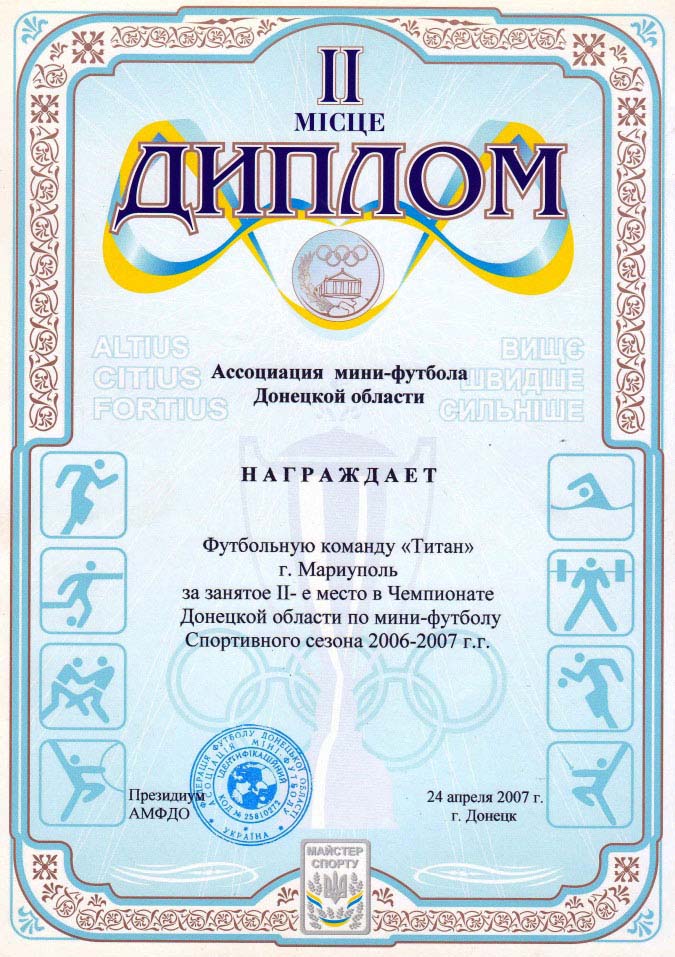 II
МІСЦЕ
ДИПЛОМ
ALTIUS
CITIUS
FORTIUS
ВИЩЄ
ШВИДШЕ
СИЛЬНІШЕ
Ассоциация мини-футбола
Донецкой области
НАГРАЖДАЕТ
Футбольную команду «Титан»
г. Мариуполь
за занятое II- е место в Чемпионате
Донецкой области по мини-футболу
Спортивного сезона 2006-2007 г.г.
ФЕДЕРАЦІЯ ФУТБОЛУ ДОНЕЦЬКОЇ ОБЛАСТІ
АСОЦІАЦІЯ МІНІ-ФУТБОЛУ
ІДЕНТИФІКАЦІЙНИЙ
КОД № 25810272
УКРАЇНА
Президиум
АМФДО
24 апреля 2007 г.
г. Донецк
МАЙСТЕР
СПОРТУ